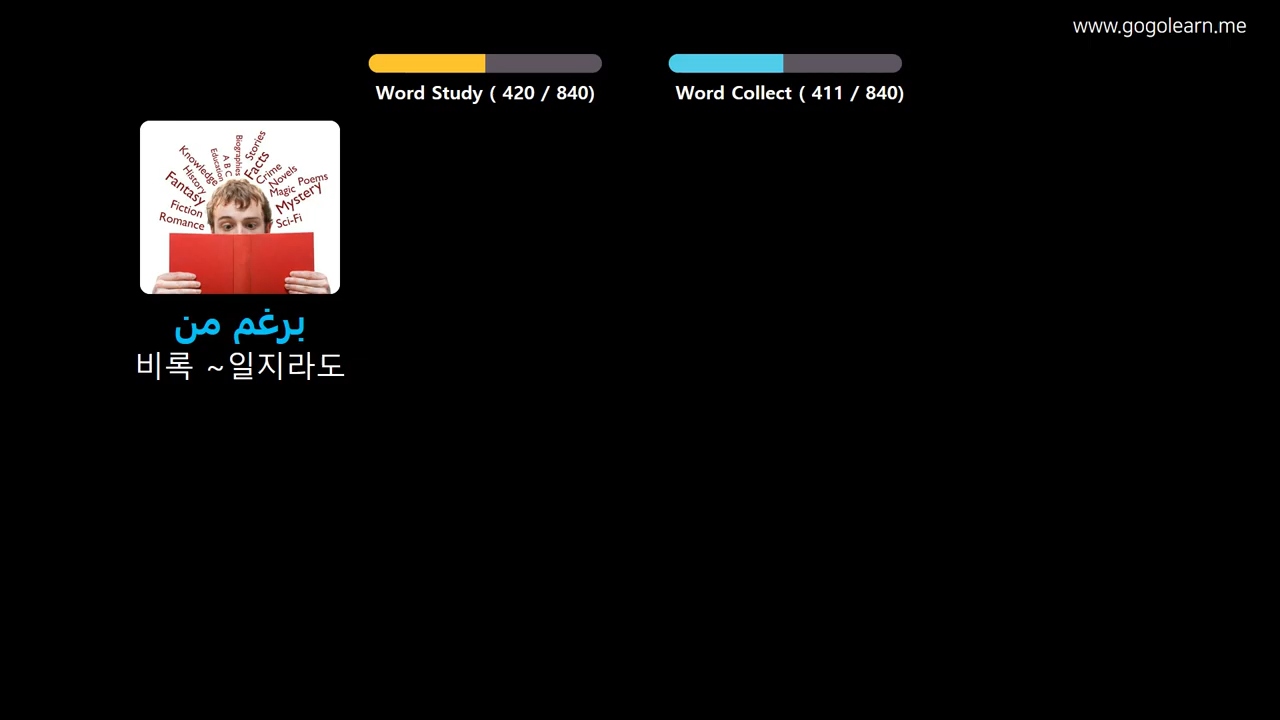 www.gogolearn.me
Word Study ( 420 / 840)
Word Collect ( 411 / 840)
Stories
Biographies
Facts
A B C
Education
Knowledge
Crime
Novels
History
Magic
Poems
Fantasy
Mystery
Fiction
Sci-Fi
Romance
برغم من
비록 ~일지라도